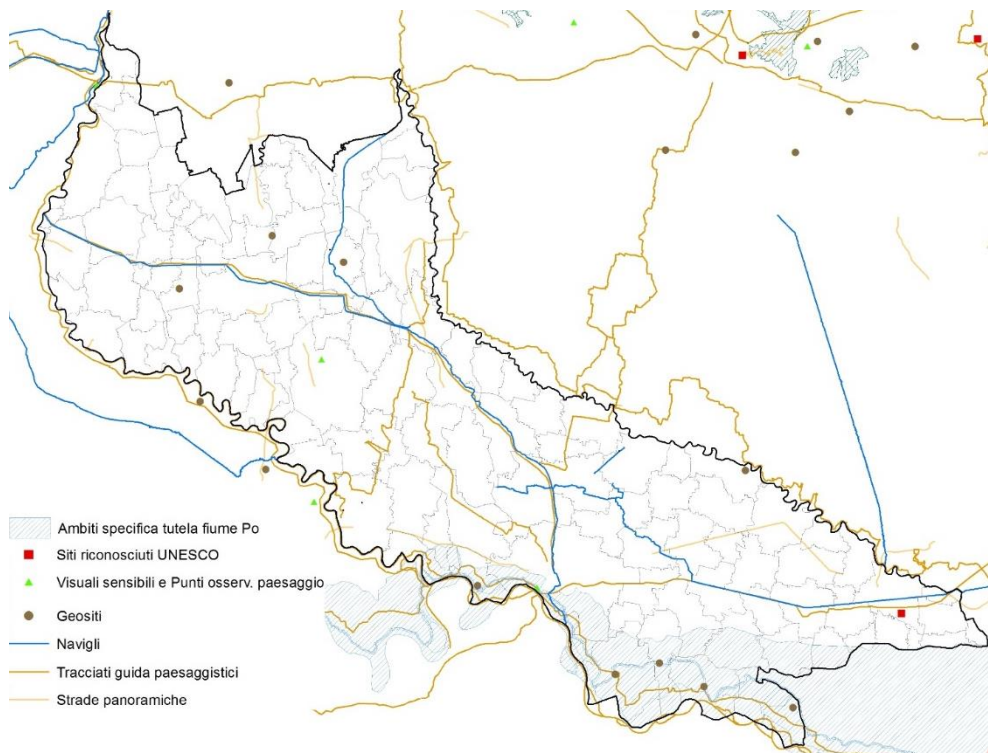 Ambiti specifica tutela fiume Po
Siti riconosciuti UNESCO
Visuali sensibili e Punti osserv. paesaggio
Geositi
Navigli
Tracciati guida paesaggistici
Strade panoramiche